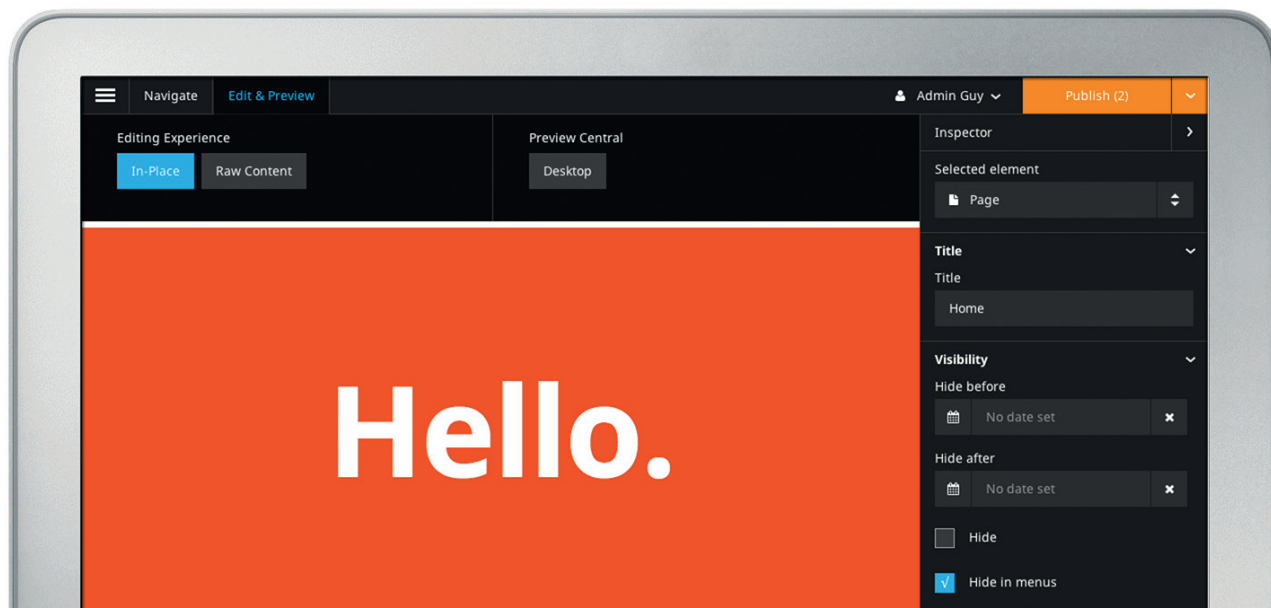 Navigate Edit & Preview Admin Guy Publish (2)
Editing Experience
In-Place Raw Content
Preview Central
Desktop
Hello.
Inspector
Selected element
Page
Title
Title
Home
Visibility
Hide before
No date set
Hide after
No date set
Hide
Hide in menus